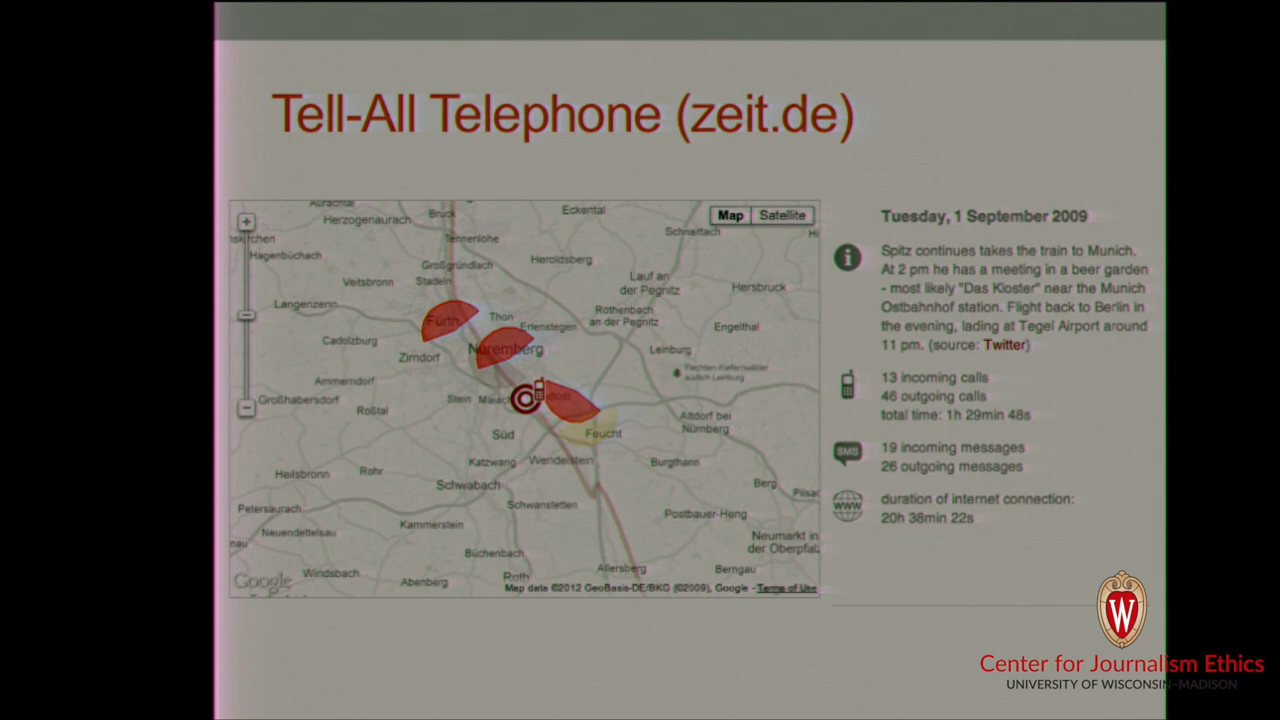 Tell-All Telephone (zeit.de)
Herzogenaurach
Bruck
Eckental
Map
Satellite
Tennenlohe
Schnaittach
Hagenbüchach
Großgründlach
Heroldsberg
Veitsbronn
Stadeln
Lauf an
der Pegnitz
Hersbruck
Langenzenn
Fürth
Thon
Erlenstegen
Röthenbach
an der Pegnitz
Engelthal
Cadolzburg
Zirndorf
Nuremberg
Leinburg
Ammerndorf
Großhabersdorf
Roßtal
Stein
Süd
Feucht
Altdorf bei
Nürnberg
Heilsbronn
Rohr
Katzwang
Wendelstein
Burgthann
Schwabach
Berg
Petersaurach
Schwanstetten
Neuendettelsau
Kammerstein
Postbauer-Heng
Neumarkt in
der Oberpfalz
Büchenbach
Windsbach
Abenberg
Roth
Allersberg
Berngau
Google
Map data ©2012 GeoBasis-DE/BKG (©2009), Google - Terms of Use
Tuesday, 1 September 2009
Spitz continues takes the train to Munich.
At 2 pm he has a meeting in a beer garden
- most likely "Das Kloster" near the Munich
Ostbahnhof station. Flight back to Berlin in
the evening, lading at Tegel Airport around
11 pm. (source: Twitter)
13 incoming calls
46 outgoing calls
total time: 1h 29min 48s
SMS
19 incoming messages
26 outgoing messages
WWW
duration of internet connection:
20h 38min 22s
W
Center for Journalism Ethics
UNIVERSITY OF WISCONSIN–MADISON